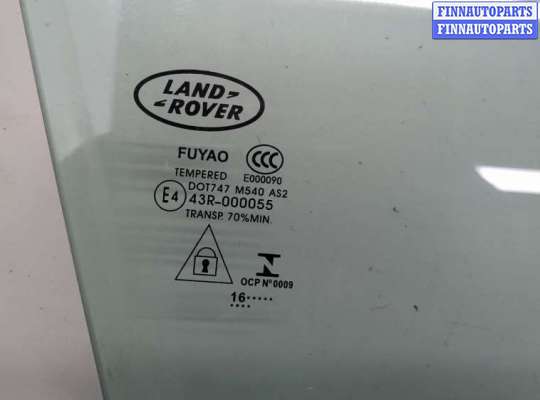 FINNAUTOPARTS
FINNAUTOPARTS
LAND
ROVER
FUYAO CCC
TEMPERED E000090
DOT747 M540 AS2
E4 43R-000055
TRANSP. 70%MIN.
OCP Nº0009
16·····
····